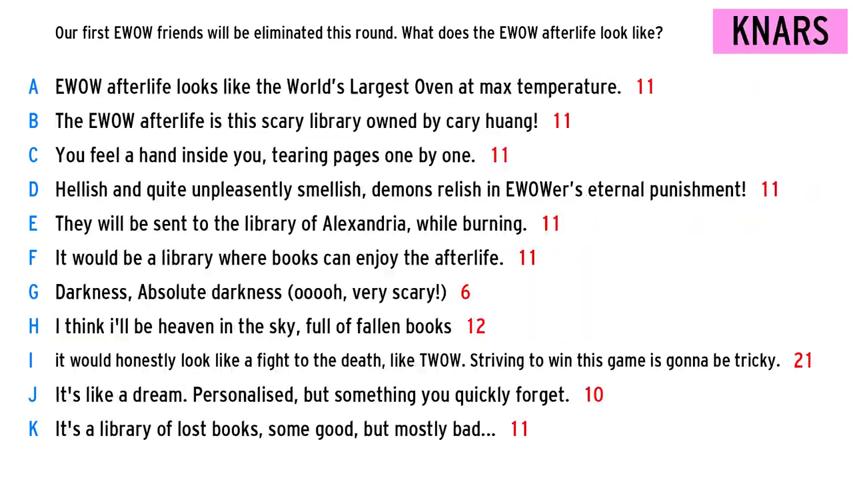 Our first EWOW friends will be eliminated this round. What does the EWOW afterlife look like?
KNARS
A EWOW afterlife looks like the World's Largest Oven at max temperature. 11
B The EWOW afterlife is this scary library owned by cary huang! 11
C You feel a hand inside you, tearing pages one by one. 11
D Hellish and quite unpleasently smellish, demons relish in EWOWer's eternal punishment! 11
E They will be sent to the library of Alexandria, while burning. 11
F It would be a library where books can enjoy the afterlife. 11
G Darkness, Absolute darkness (ooooh, very scary!) 6
H I think i'll be heaven in the sky, full of fallen books 12
I it would honestly look like a fight to the death, like TWOW. Striving to win this game is gonna be tricky. 21
J It's like a dream. Personalised, but something you quickly forget. 10
K It's a library of lost books, some good, but mostly bad... 11